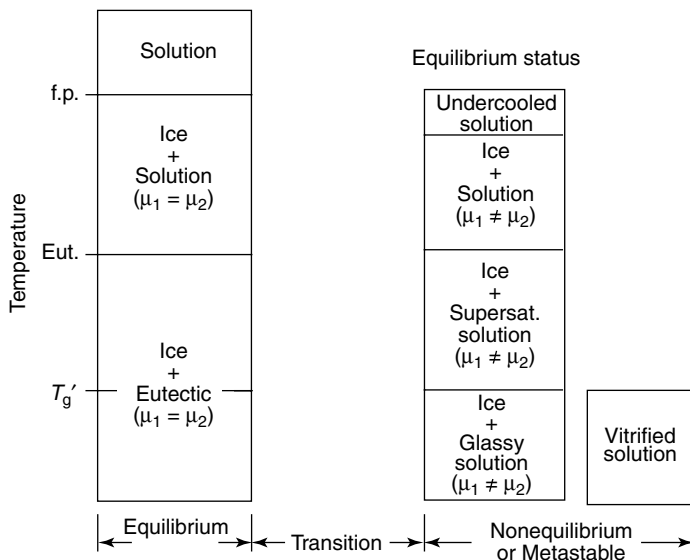 Solution
Equilibrium status
f.p.
Undercooled
solution
Ice
+
Solution
(μ₁ = μ₂)
Ice
+
Solution
(μ₁ ≠ μ₂)
Temperature
Eut.
Ice
+
Supersat.
solution
(μ₁ ≠ μ₂)
Ice
+
Eutectic
(μ₁ = μ₂)
Tg′
Ice
+
Glassy
solution
(μ₁ ≠ μ₂)
Vitrified
solution
Equilibrium
Transition
Nonequilibrium
or Metastable